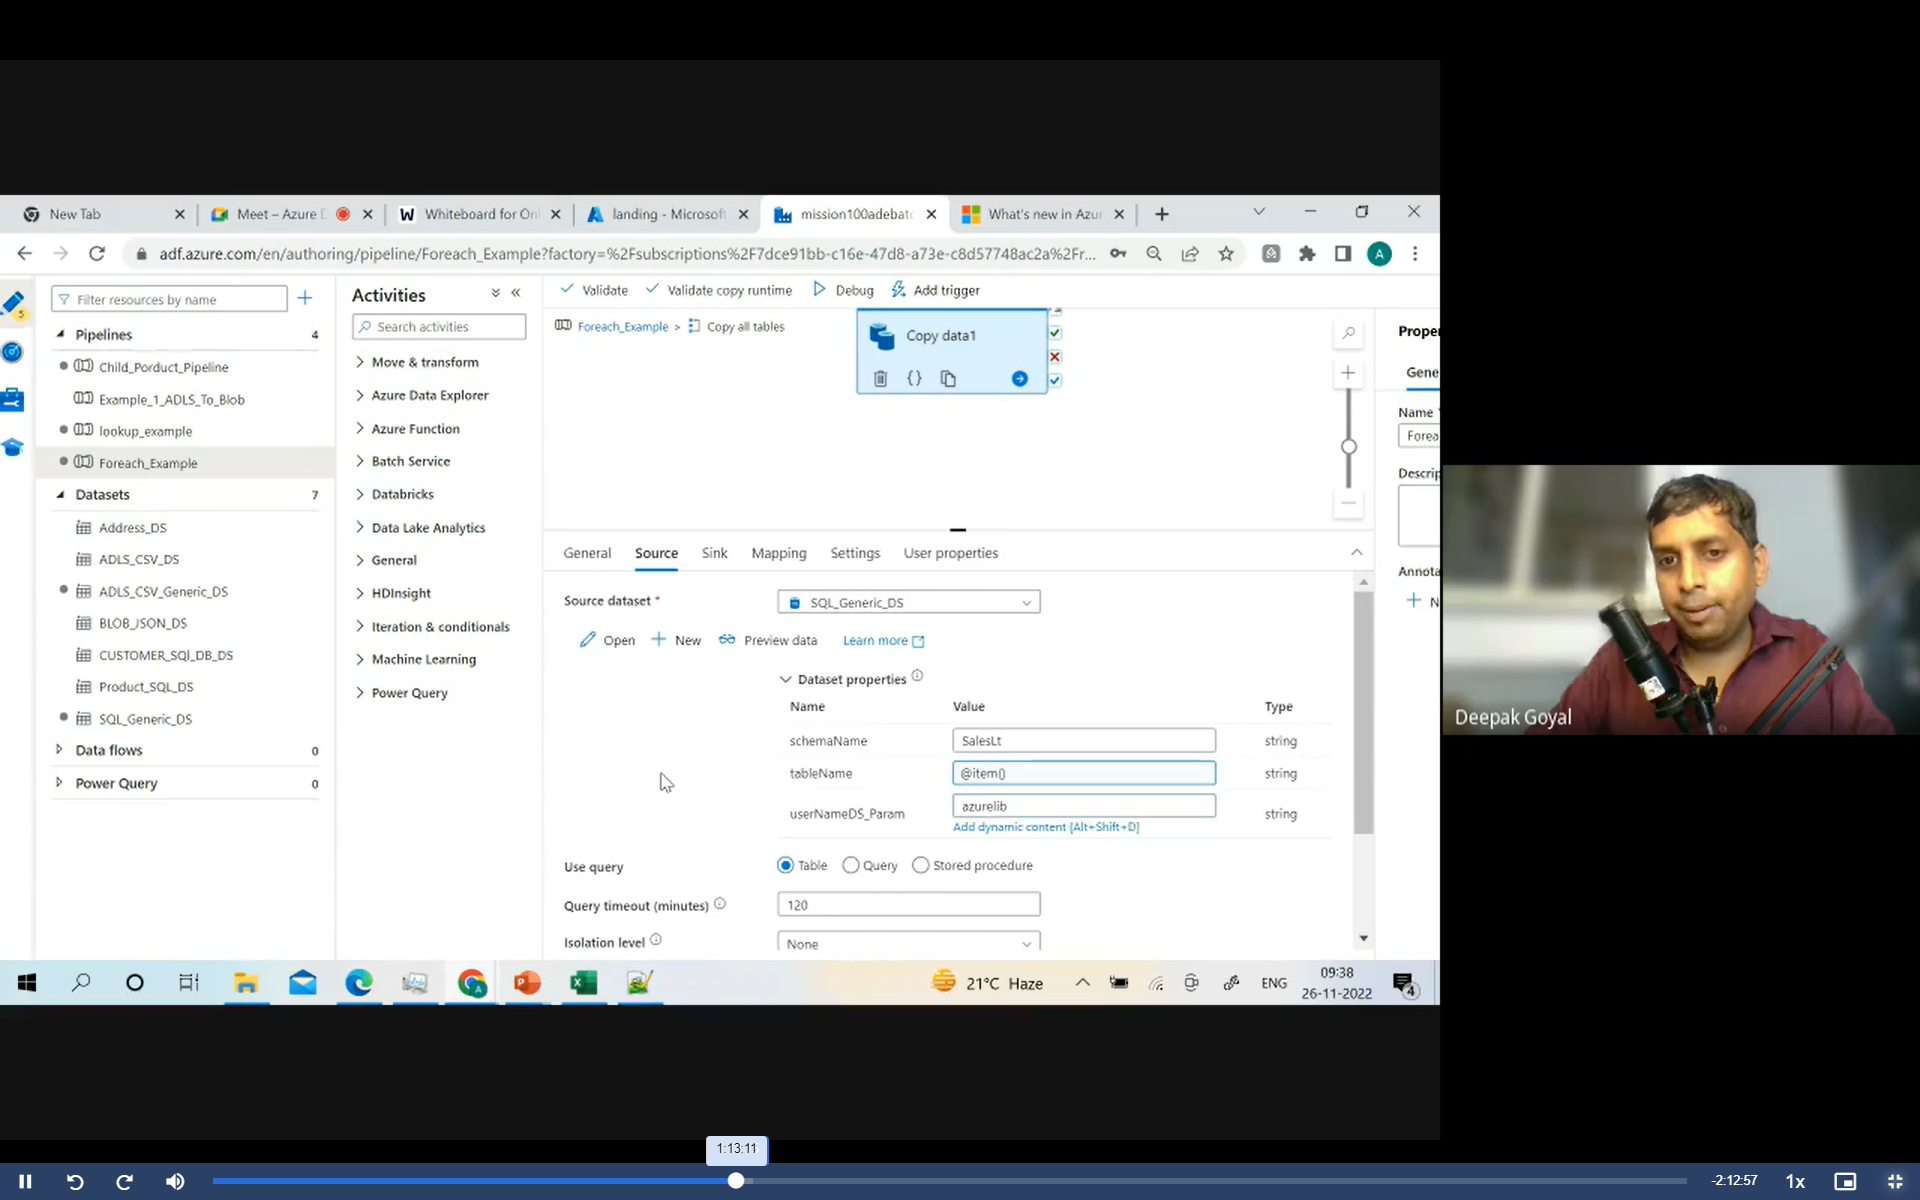 New Tab
Meet – Azure D
Whiteboard for Onl
landing - Microsoft
mission100adebatc
What's new in Azur
adf.azure.com/en/authoring/pipeline/Foreach_Example?factory=%2Fsubscriptions%2F7dce91bb-c16e-47d8-a73e-c8d57748ac2a%2Fr...
A
5
Filter resources by name
Pipelines 4
Child_Porduct_Pipeline
Example_1_ADLS_To_Blob
lookup_example
Foreach_Example
Datasets 7
Address_DS
ADLS_CSV_DS
ADLS_CSV_Generic_DS
BLOB_JSON_DS
CUSTOMER_SQl_DB_DS
Product_SQL_DS
SQL_Generic_DS
Data flows 0
Power Query 0
Activities
Search activities
Move & transform
Azure Data Explorer
Azure Function
Batch Service
Databricks
Data Lake Analytics
General
HDInsight
Iteration & conditionals
Machine Learning
Power Query
Validate
Validate copy runtime
Debug
Add trigger
Foreach_Example > Copy all tables
Copy data1
General
Source
Sink
Mapping
Settings
User properties
Source dataset *
SQL_Generic_DS
Open
New
Preview data
Learn more
Dataset properties
Name Value Type
schemaName SalesLt string
tableName @item() string
userNameDS_Param azurelib string
Add dynamic content [Alt+Shift+D]
Use query
Table
Query
Stored procedure
Query timeout (minutes)
120
Isolation level
None
Proper
Gene
Name *
Forea
Descrip
Annota
N
Deepak Goyal
21°C Haze
ENG
09:38
26-11-2022
4
1:13:11
-2:12:57
1x